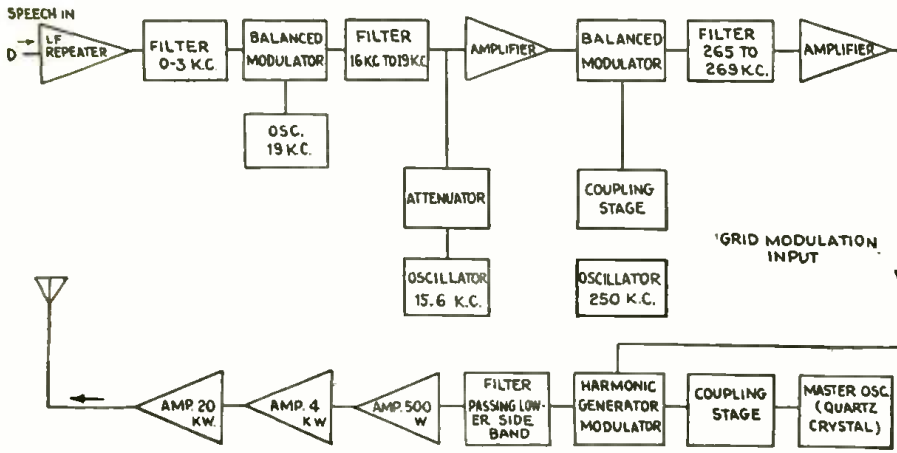 SPEECH IN
D
LF
REPEATER
FILTER
0-3 K.C.
BALANCED
MODULATOR
FILTER
16 KC TO 19 K.C.
AMPLIFIER
BALANCED
MODULATOR
FILTER
265 TO
269 K.C.
AMPLIFIER
OSC.
19 K.C.
ATTENUATOR
COUPLING
STAGE
OSCILLATOR
15.6 K.C.
OSCILLATOR
250 K.C.
GRID MODULATION
INPUT
AMP. 20
KW.
AMP. 4
KW
AMP. 500
W
FILTER
PASSING LOW-
ER SIDE
BAND
HARMONIC
GENERATOR
MODULATOR
COUPLING
STAGE
MASTER OSC.
(QUARTZ
CRYSTAL)